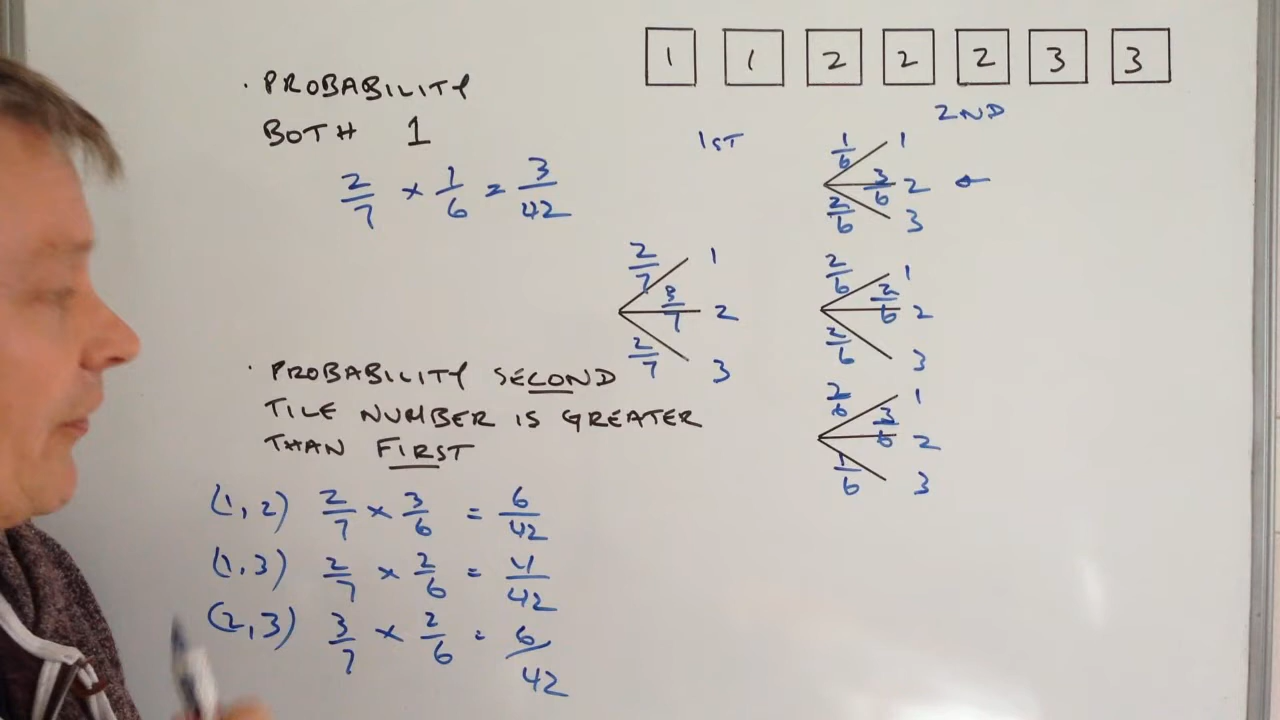 1 1 2 2 2 3 3
· PROBABILITY
BOTH 1
2/7 × 1/6 = 3/42
1ST
2ND
1/6 1
3/6 2 ←
2/6 3
2/7 1
3/7 2
2/7 3
2/6 1
2/6 2
2/6 3
2/6 1
3/6 2
1/6 3
· PROBABILITY SECOND
TILE NUMBER IS GREATER
THAN FIRST
(1,2) 2/7 × 3/6 = 6/42
(1,3) 2/7 × 2/6 = 4/42
(2,3) 3/7 × 2/6 = 6/42